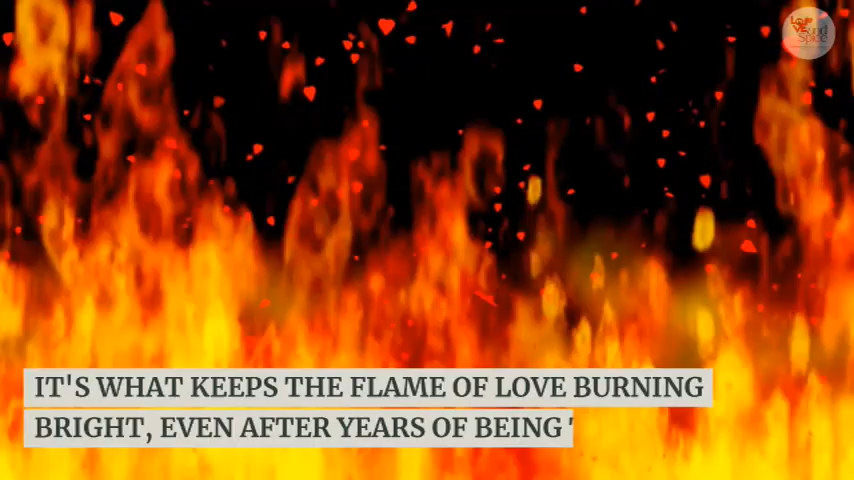 IT'S WHAT KEEPS THE FLAME OF LOVE BURNING
BRIGHT, EVEN AFTER YEARS OF BEING